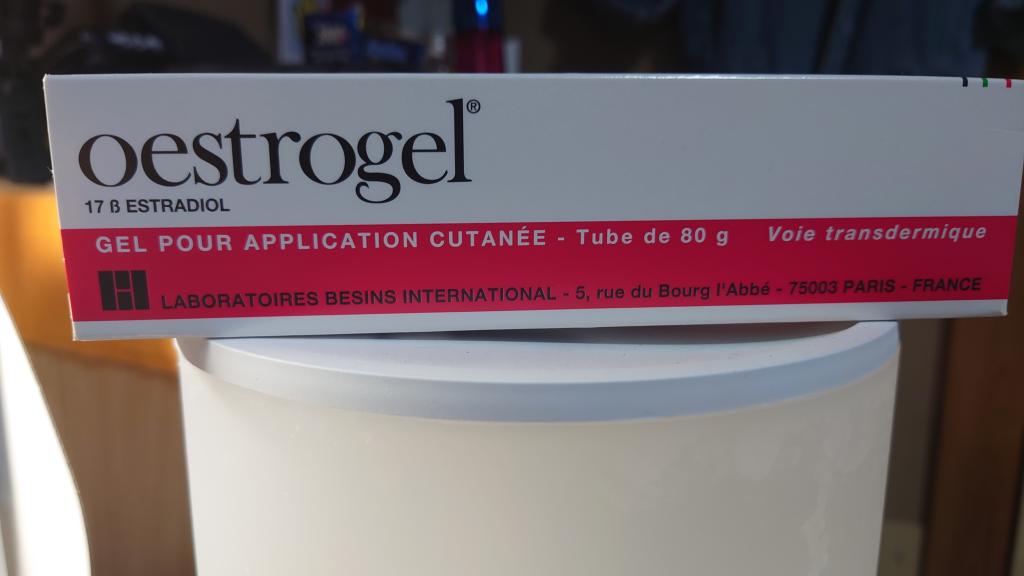 oestrogel®
17 ß ESTRADIOL
GEL POUR APPLICATION CUTANÉE - Tube de 80 g Voie transdermique
LABORATOIRES BESINS INTERNATIONAL - 5, rue du Bourg l'Abbé - 75003 PARIS - FRANCE